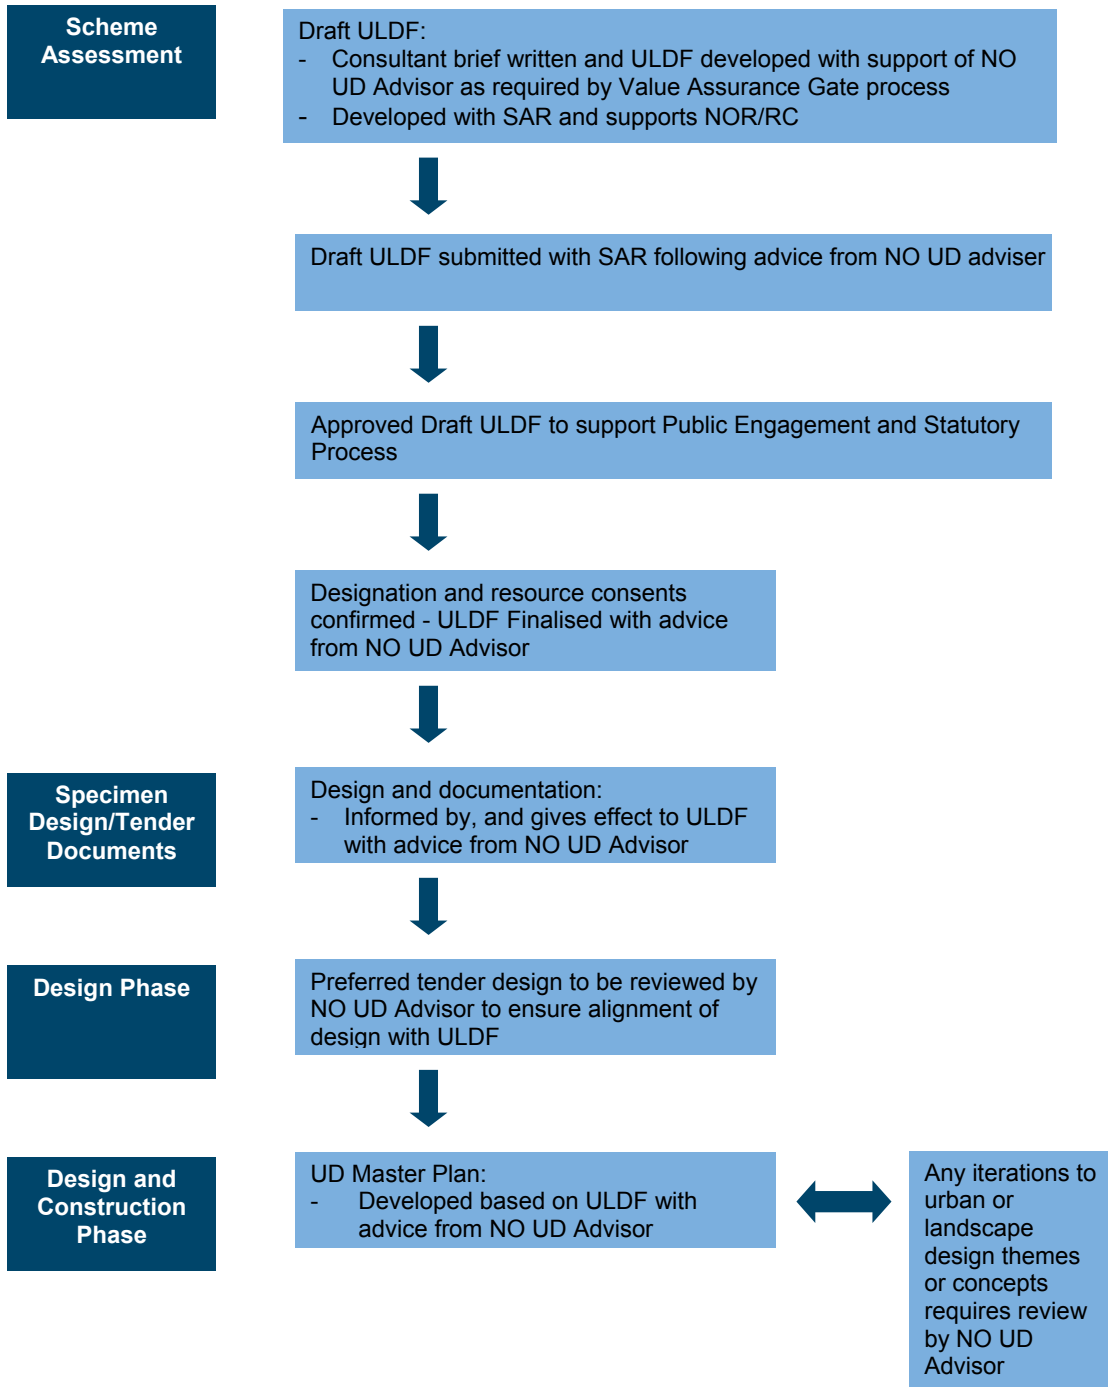 Scheme
Assessment
Draft ULDF:
- Consultant brief written and ULDF developed with support of NO
UD Advisor as required by Value Assurance Gate process
- Developed with SAR and supports NOR/RC
Draft ULDF submitted with SAR following advice from NO UD adviser
Approved Draft ULDF to support Public Engagement and Statutory
Process
Designation and resource consents
confirmed - ULDF Finalised with advice
from NO UD Advisor
Specimen
Design/Tender
Documents
Design and documentation:
- Informed by, and gives effect to ULDF
with advice from NO UD Advisor
Design Phase
Preferred tender design to be reviewed by
NO UD Advisor to ensure alignment of
design with ULDF
Design and
Construction
Phase
UD Master Plan:
- Developed based on ULDF with
advice from NO UD Advisor
Any iterations to
urban or
landscape
design themes
or concepts
requires review
by NO UD
Advisor